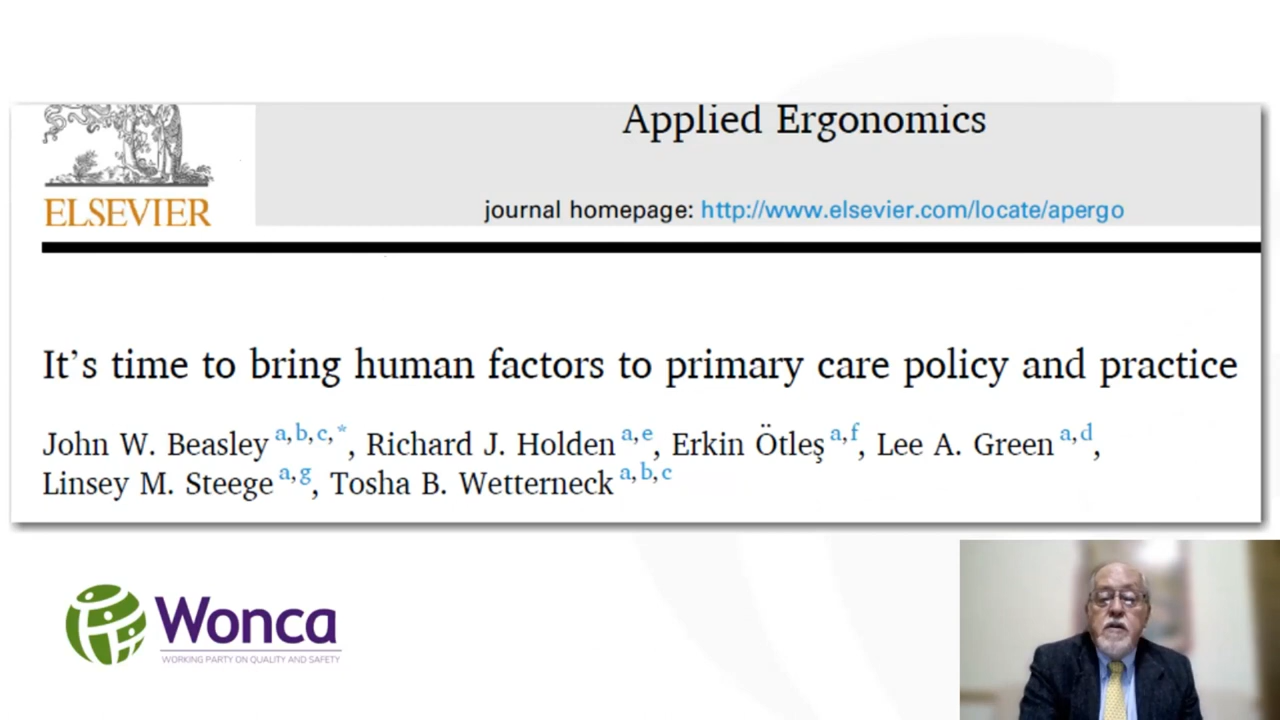 Applied Ergonomics
ELSEVIER
journal homepage: http://www.elsevier.com/locate/apergo
It's time to bring human factors to primary care policy and practice
John W. Beasley a,b,c,*, Richard J. Holden a,e, Erkin Ötleş a,f, Lee A. Green a,d,
Linsey M. Steege a,g, Tosha B. Wetterneck a,b,c
Wonca
WORKING PARTY ON QUALITY AND SAFETY